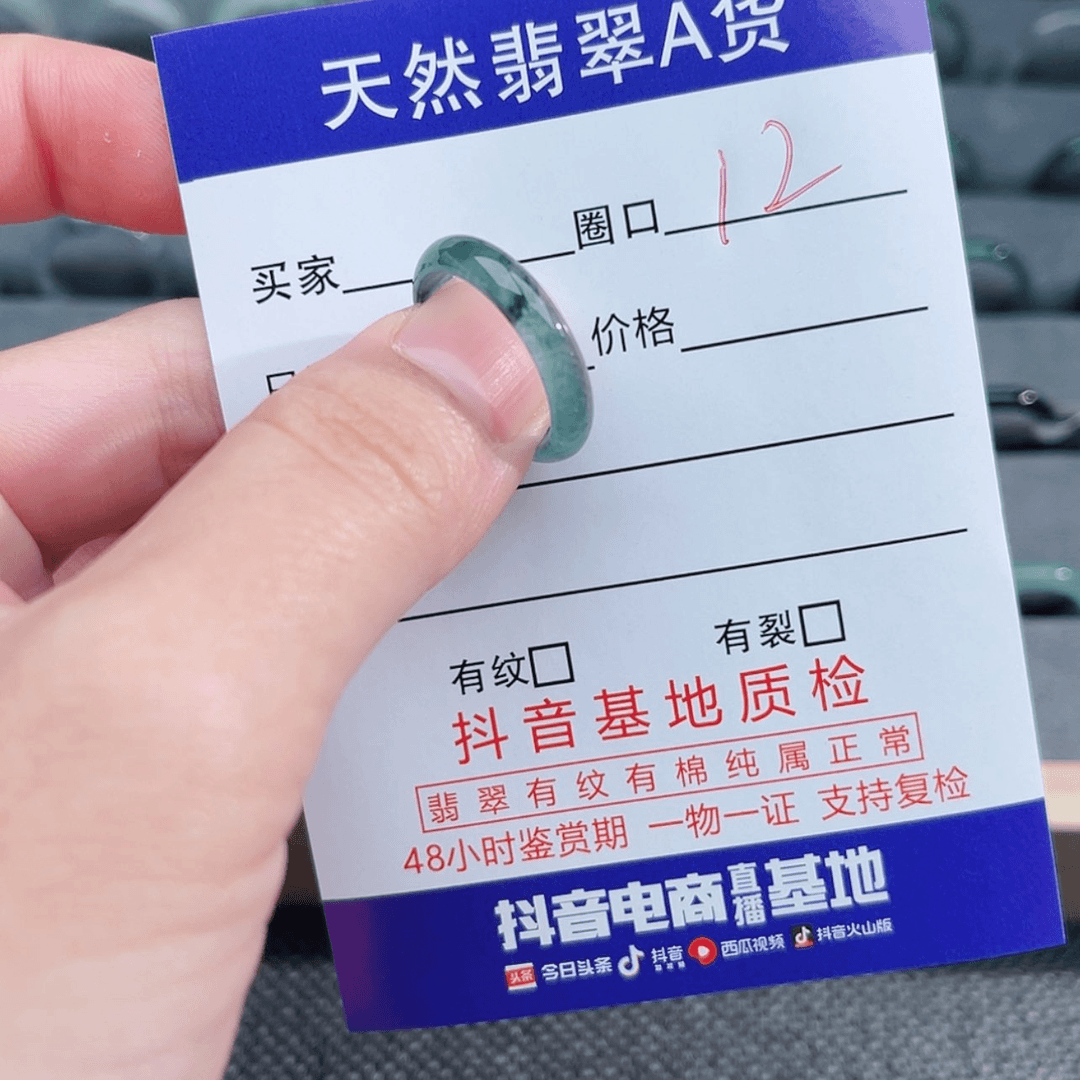 天然翡翠A货
买家
圈口 12
价格
有纹□ 有裂□
抖音基地质检
翡翠有纹有棉纯属正常
48小时鉴赏期 一物一证 支持复检
抖音电商直播基地
头条 今日头条 抖音 西瓜视频 抖音火山版